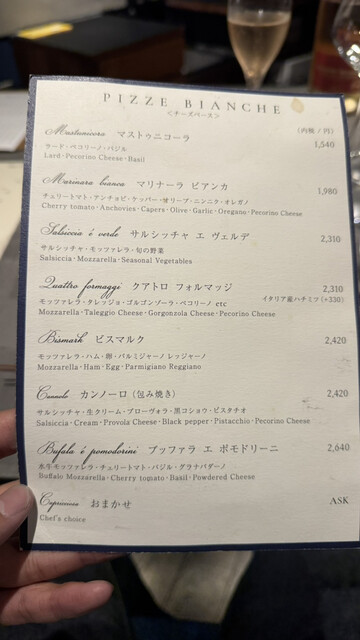 PIZZE BIANCHE
<チーズベース>
(内税 / 円)
Mastunicora マストゥニコーラ 1,540
ラード・ペコリーノ・バジル
Lard・Pecorino Cheese・Basil
Marinara bianca マリナーラ ビアンカ 1,980
チェリートマト・アンチョビ・ケッパー・オリーブ・ニンニク・オレガノ
Cherry tomato・Anchovies・Capers・Olive・Garlic・Oregano・Pecorino Cheese
Salsiccia é verde サルシッチャ エ ヴェルデ 2,310
サルシッチャ・モッツァレラ・旬の野菜
Salsiccia・Mozzarella・Seasonal Vegetables
Quattro formaggi クアトロ フォルマッジ 2,310
モッツァレラ・タレッジョ・ゴルゴンゾーラ・ペコリーノ etc イタリア産ハチミツ (+330)
Mozzarella・Taleggio Cheese・Gorgonzola Cheese・Pecorino Cheese
Bismark ビスマルク 2,420
モッツァレラ・ハム・卵・パルミジャーノ レッジャーノ
Mozzarella・Ham・Egg・Parmigiano Reggiano
Cannolo カンノーロ (包み焼き) 2,420
サルシッチャ・生クリーム・プローヴォラ・黒コショウ・ピスタチオ
Salsiccia・Cream・Provola Cheese・Black pepper・Pistacchio・Pecorino Cheese
Bufala é pomodorini ブッファラ エ ポモドリーニ 2,640
水牛モッツァレラ・チェリートマト・バジル・グラナパダーノ
Buffalo Mozzarella・Cherry tomato・Basil・Powdered Cheese
Capricciosa おまかせ ASK
Chef's choice